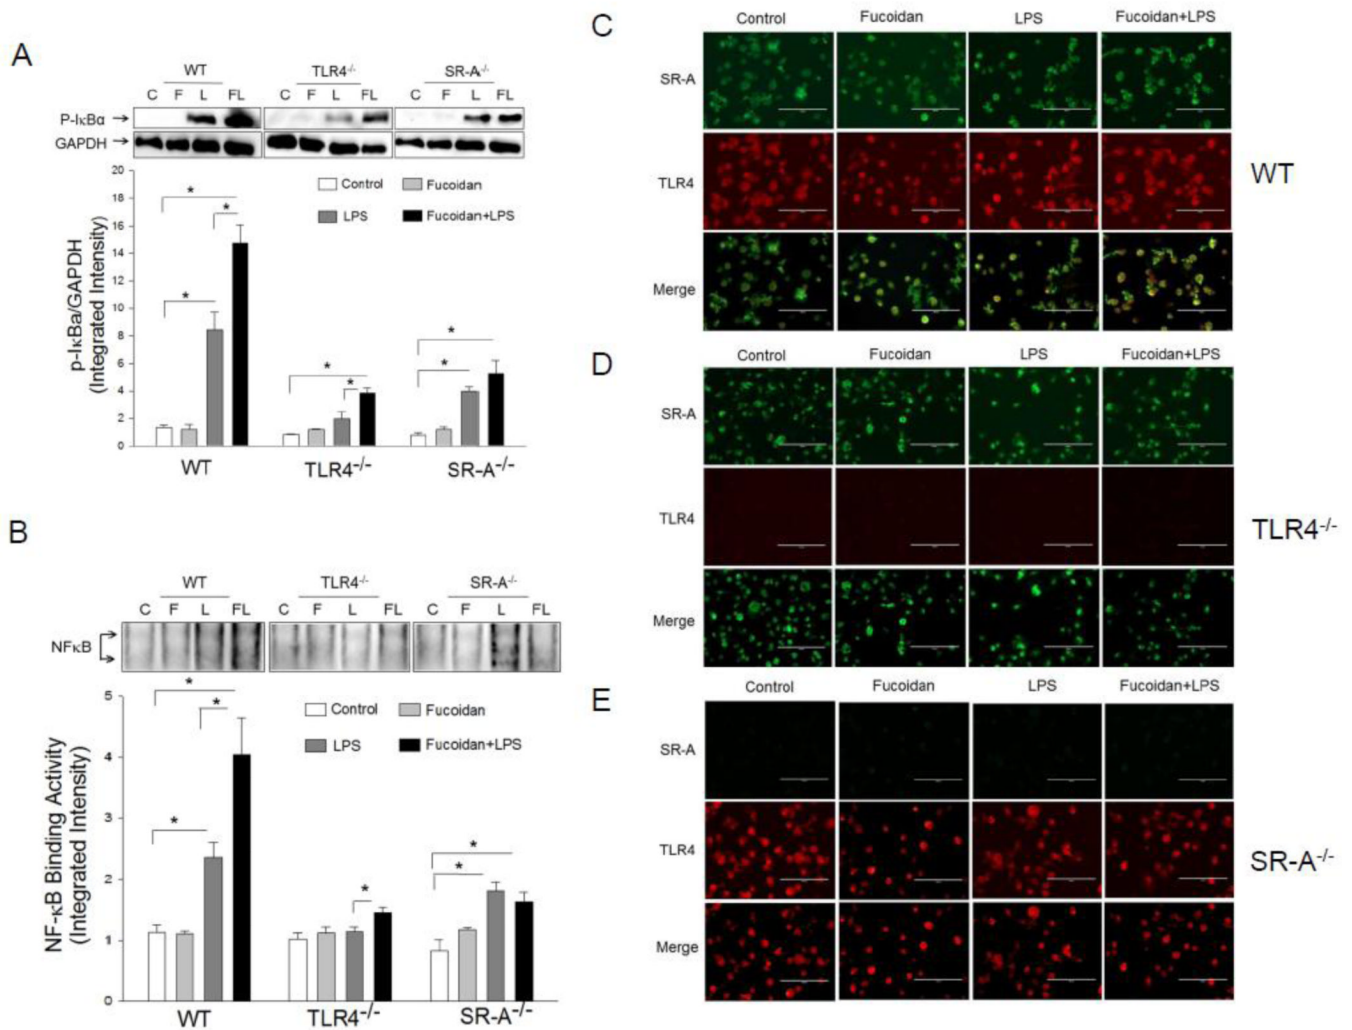 A
WT TLR4-/- SR-A-/-
C F L FL C F L FL C F L FL
P-IκBα →
GAPDH →
p-IκBa/GAPDH
(Integrated Intensity)
20
18
16
14
12
10
8
6
4
2
0
Control Fucoidan
LPS Fucoidan+LPS
* * *
* * * *
WT TLR4-/- SR-A-/-
B
WT TLR4-/- SR-A-/-
C F L FL C F L FL C F L FL
NFκB
NF-κB Binding Activity
(Integrated Intensity)
5
4
3
2
1
0
Control Fucoidan
LPS Fucoidan+LPS
* * *
* * *
WT TLR4-/- SR-A-/-
C
Control Fucoidan LPS Fucoidan+LPS
SR-A
TLR4
Merge
WT
D
Control Fucoidan LPS Fucoidan+LPS
SR-A
TLR4
Merge
TLR4-/-
E
Control Fucoidan LPS Fucoidan+LPS
SR-A
TLR4
Merge
SR-A-/-